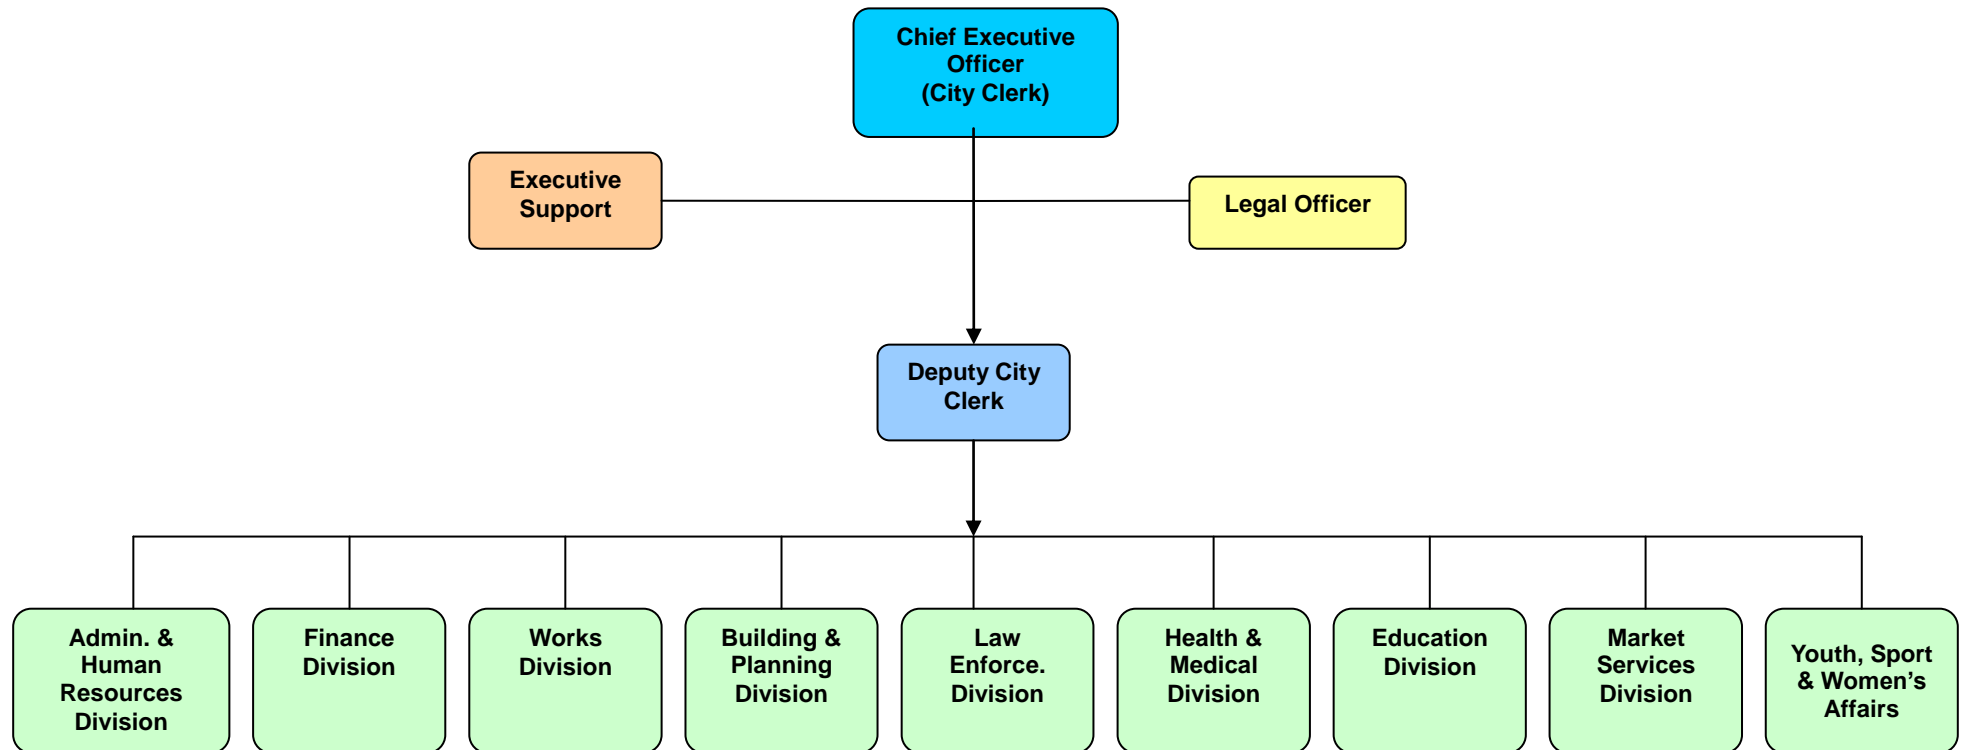 Chief Executive
Officer
(City Clerk)
Executive
Support
Legal Officer
Deputy City
Clerk
Admin. &
Human
Resources
Division
Finance
Division
Works
Division
Building &
Planning
Division
Law
Enforce.
Division
Health &
Medical
Division
Education
Division
Market
Services
Division
Youth, Sport
& Women’s
Affairs